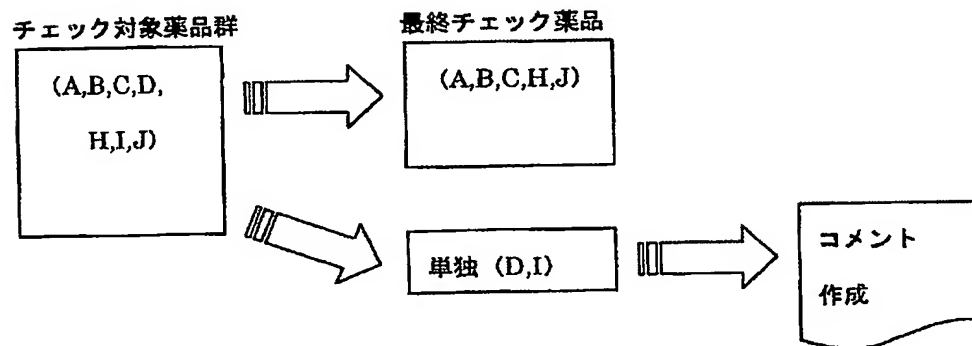 チェック対象薬品群
(A,B,C,D,
H,I,J)
最終チェック薬品
(A,B,C,H,J)
単独 (D,I)
コメント
作成